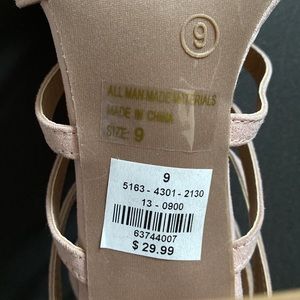 9
ALL MAN MADE MATERIALS
MADE IN CHINA
SIZE: 9
9
5163 - 4301 - 2130
13 - 0900
63744007
$ 29.99